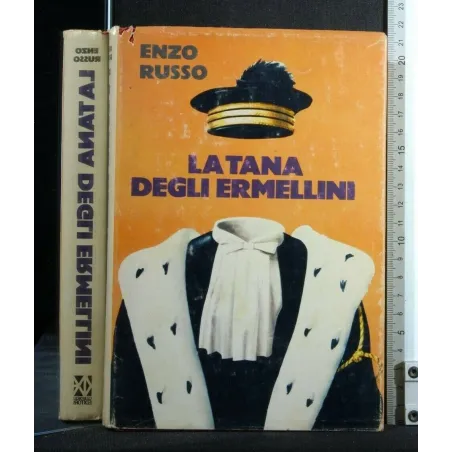 ENZO
RUSSO
LA TANA
DEGLI ERMELLINI
ENZO
RUSSO
LA TANA DEGLI ERMELLINI